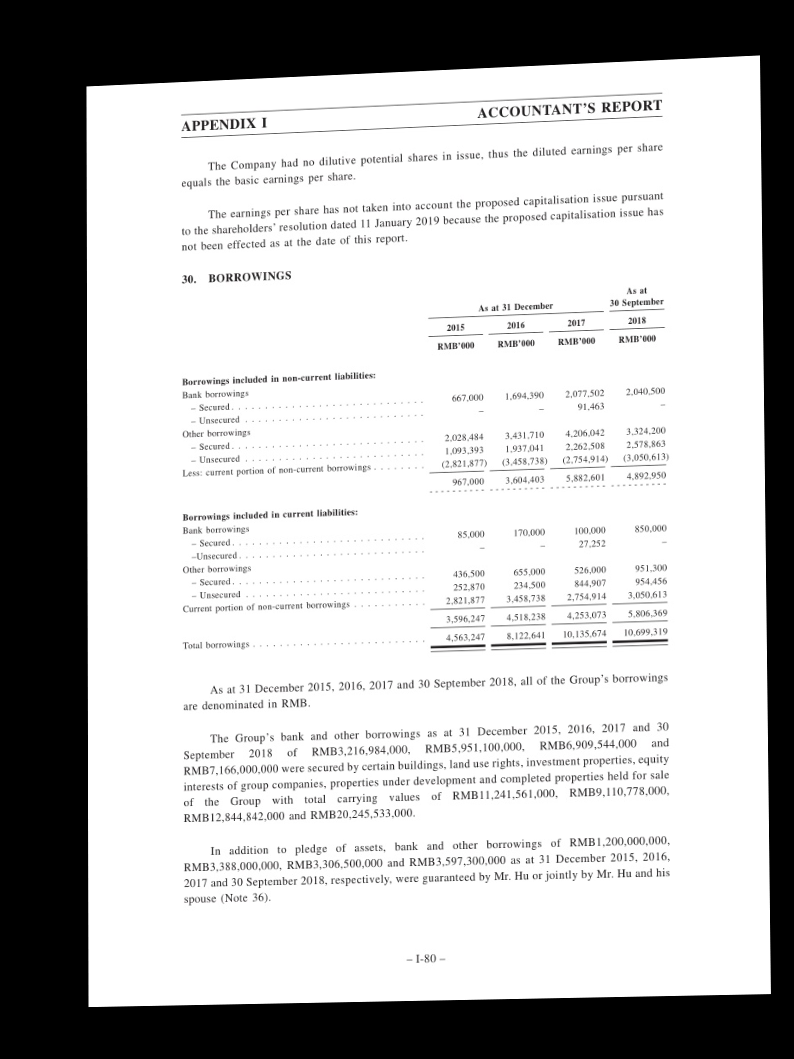 APPENDIX I ACCOUNTANT'S REPORT
The Company had no dilutive potential shares in issue, thus the diluted earnings per share
equals the basic earnings per share.
The earnings per share has not taken into account the proposed capitalisation issue pursuant
to the shareholders' resolution dated 11 January 2019 because the proposed capitalisation issue has
not been effected as at the date of this report.
30. BORROWINGS
As at 31 December As at 30 September
2015 2016 2017 2018
RMB'000 RMB'000 RMB'000 RMB'000
Borrowings included in non-current liabilities:
Bank borrowings
– Secured . . . . . . . . . . . . . . . . . . . . . . . . . . . . 667,000 1,694,390 2,077,502 2,040,500
– Unsecured . . . . . . . . . . . . . . . . . . . . . . . . . . – – 91,463 –
Other borrowings
– Secured . . . . . . . . . . . . . . . . . . . . . . . . . . . . 2,028,484 3,431,710 4,206,042 3,324,200
– Unsecured . . . . . . . . . . . . . . . . . . . . . . . . . . 1,093,393 1,937,041 2,262,508 2,578,863
Less: current portion of non-current borrowings . . . . . . . . (2,821,877) (3,458,738) (2,754,914) (3,050,613)
967,000 3,604,403 5,882,601 4,892,950
Borrowings included in current liabilities:
Bank borrowings
– Secured . . . . . . . . . . . . . . . . . . . . . . . . . . . . 85,000 170,000 100,000 850,000
–Unsecured . . . . . . . . . . . . . . . . . . . . . . . . . . . – – 27,252 –
Other borrowings
– Secured . . . . . . . . . . . . . . . . . . . . . . . . . . . . 436,500 655,000 526,000 951,300
– Unsecured . . . . . . . . . . . . . . . . . . . . . . . . . . 252,870 234,500 844,907 954,456
Current portion of non-current borrowings . . . . . . . . . . . 2,821,877 3,458,738 2,754,914 3,050,613
3,596,247 4,518,238 4,253,073 5,806,369
Total borrowings . . . . . . . . . . . . . . . . . . . . . . . . . 4,563,247 8,122,641 10,135,674 10,699,319
As at 31 December 2015, 2016, 2017 and 30 September 2018, all of the Group's borrowings
are denominated in RMB.
The Group's bank and other borrowings as at 31 December 2015, 2016, 2017 and 30
September 2018 of RMB3,216,984,000, RMB5,951,100,000, RMB6,909,544,000 and
RMB7,166,000,000 were secured by certain buildings, land use rights, investment properties, equity
interests of group companies, properties under development and completed properties held for sale
of the Group with total carrying values of RMB11,241,561,000, RMB9,110,778,000,
RMB12,844,842,000 and RMB20,245,533,000.
In addition to pledge of assets, bank and other borrowings of RMB1,200,000,000,
RMB3,388,000,000, RMB3,306,500,000 and RMB3,597,300,000 as at 31 December 2015, 2016,
2017 and 30 September 2018, respectively, were guaranteed by Mr. Hu or jointly by Mr. Hu and his
spouse (Note 36).
– I-80 –